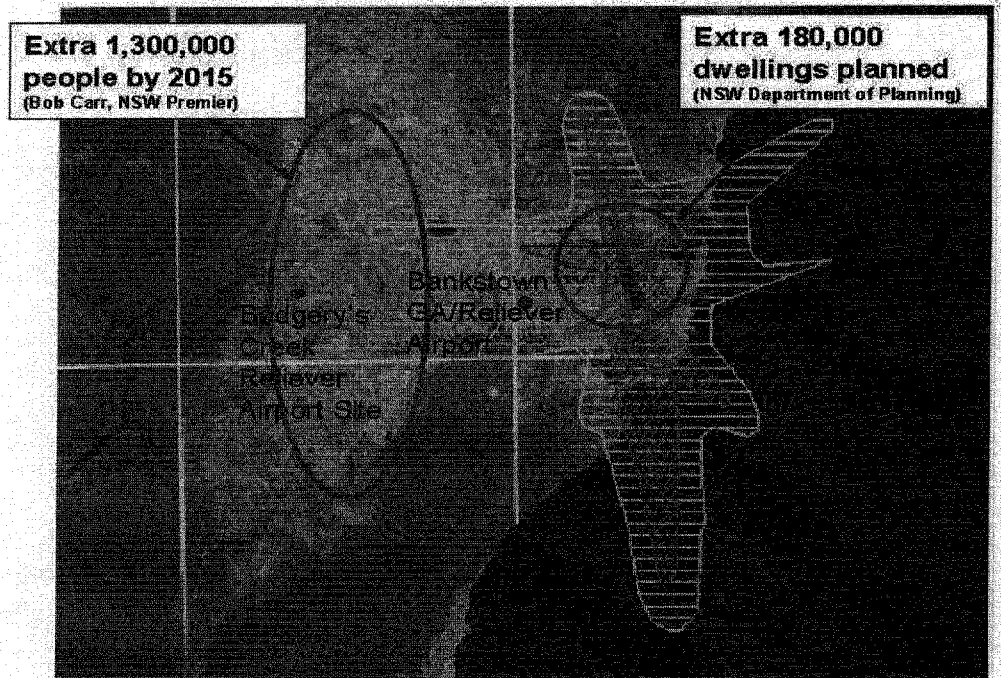 Extra 1,300,000
people by 2015
(Bob Carr, NSW Premier)
Extra 180,000
dwellings planned
(NSW Department of Planning)
Bankstown
GA/Reliever
Airport
Badgery's
Creek
Reliever
Airport Site